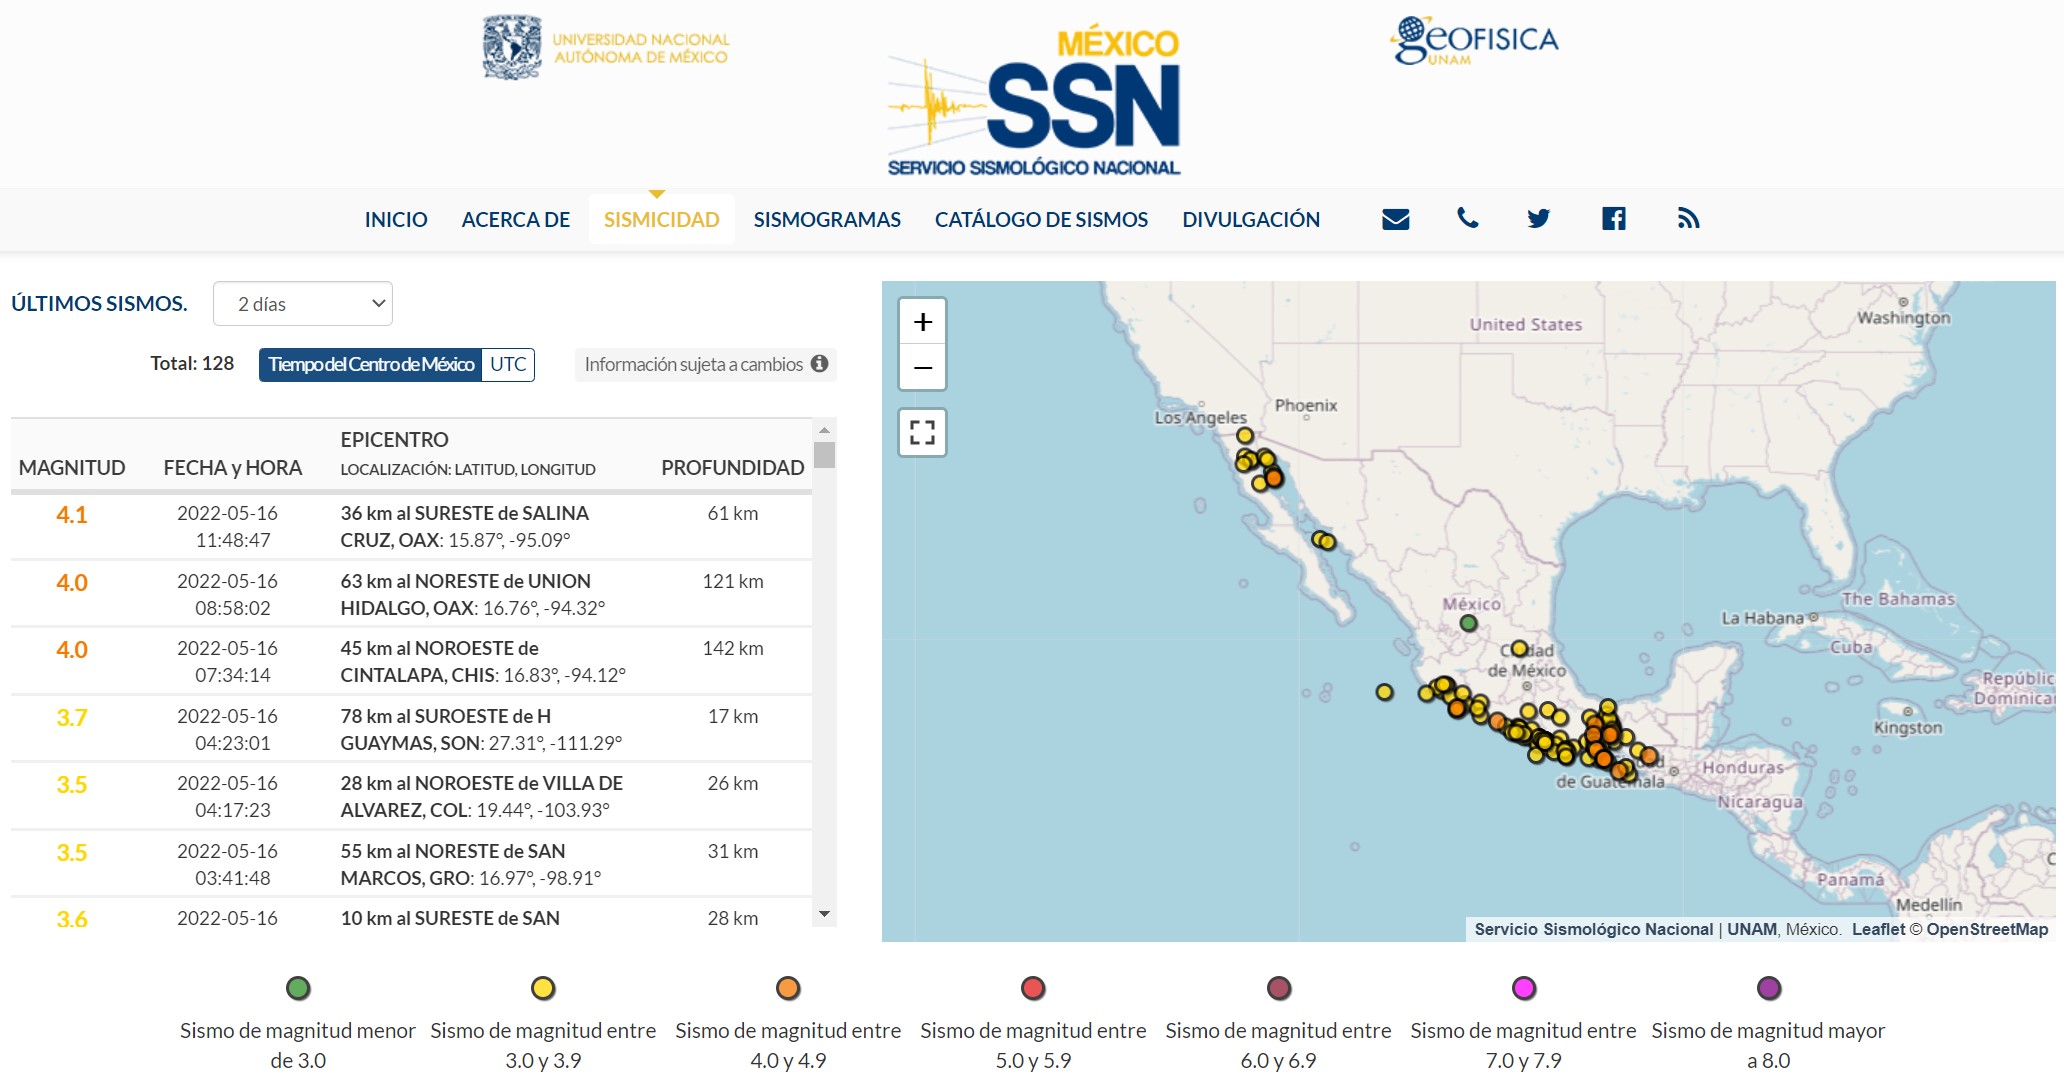 UNIVERSIDAD NACIONAL
AUTÓNOMA DE MÉXICO
MÉXICO
SSN
SERVICIO SISMOLÓGICO NACIONAL
GEOFISICA
UNAM
INICIO ACERCA DE SISMICIDAD SISMOGRAMAS CATÁLOGO DE SISMOS DIVULGACIÓN
ÚLTIMOS SISMOS. 2 días
Total: 128 Tiempo del Centro de México UTC Información sujeta a cambios
MAGNITUD FECHA y HORA EPICENTRO LOCALIZACIÓN: LATITUD, LONGITUD PROFUNDIDAD
4.1 2022-05-16 36 km al SURESTE de SALINA 61 km
11:48:47 CRUZ, OAX: 15.87°, -95.09°
4.0 2022-05-16 63 km al NORESTE de UNION 121 km
08:58:02 HIDALGO, OAX: 16.76°, -94.32°
4.0 2022-05-16 45 km al NOROESTE de 142 km
07:34:14 CINTALAPA, CHIS: 16.83°, -94.12°
3.7 2022-05-16 78 km al SUROESTE de H 17 km
04:23:01 GUAYMAS, SON: 27.31°, -111.29°
3.5 2022-05-16 28 km al NOROESTE de VILLA DE 26 km
04:17:23 ALVAREZ, COL: 19.44°, -103.93°
3.5 2022-05-16 55 km al NORESTE de SAN 31 km
03:41:48 MARCOS, GRO: 16.97°, -98.91°
3.6 2022-05-16 10 km al SURESTE de SAN 28 km
+
−
United States
Washington
Phoenix
Los Angeles
México
The Bahamas
La Habana
Cuba
de México
República
Dominicana
Kingston
Honduras
de Guatemala
Nicaragua
Panamá
Medellín
Servicio Sismológico Nacional | UNAM, México. Leaflet © OpenStreetMap
Sismo de magnitud menor
de 3.0
Sismo de magnitud entre
3.0 y 3.9
Sismo de magnitud entre
4.0 y 4.9
Sismo de magnitud entre
5.0 y 5.9
Sismo de magnitud entre
6.0 y 6.9
Sismo de magnitud entre
7.0 y 7.9
Sismo de magnitud mayor
a 8.0